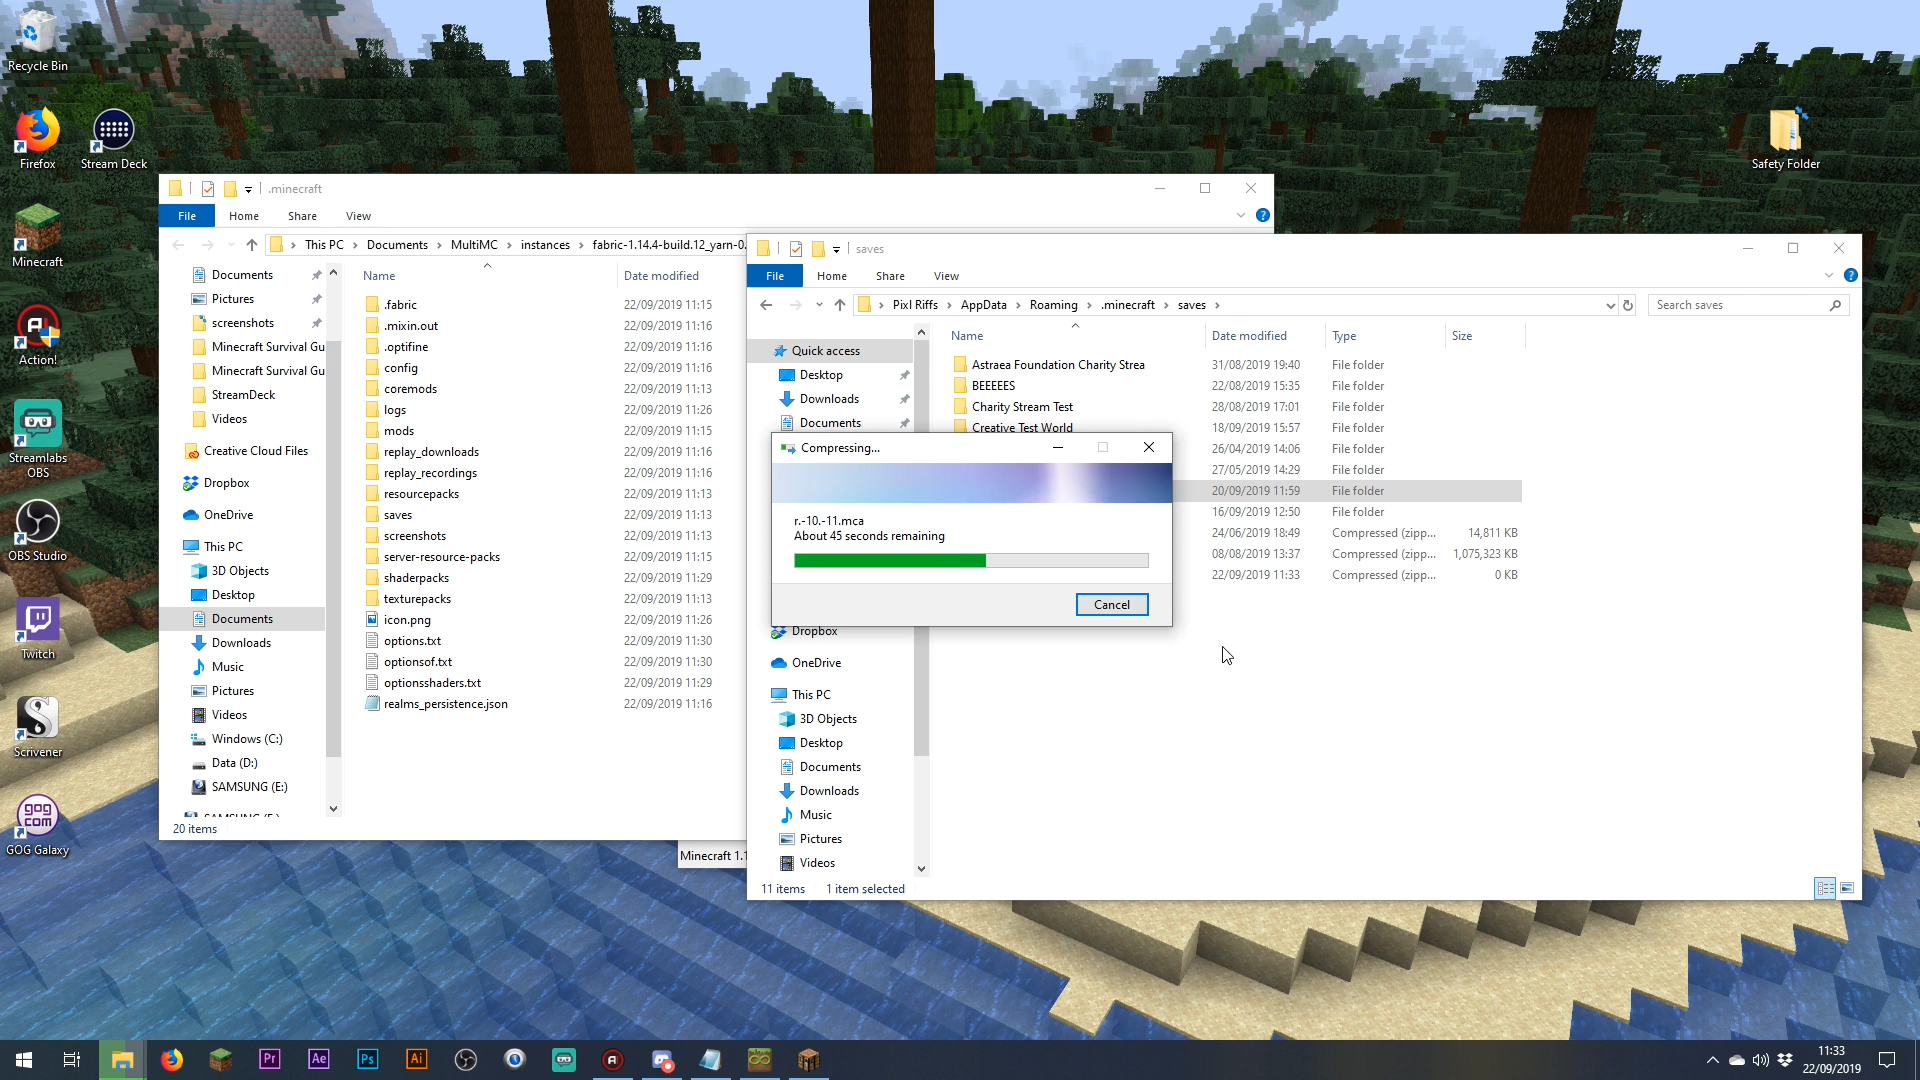 Recycle Bin
Firefox
Stream Deck
Minecraft
Action!
Streamlabs
OBS
OBS Studio
Twitch
Scrivener
GOG Galaxy
Safety Folder
.minecraft
File Home Share View
This PC > Documents > MultiMC > instances > fabric-1.14.4-build.12_yarn-0.
Documents
Pictures
screenshots
Minecraft Survival Gu
Minecraft Survival Gu
StreamDeck
Videos
Creative Cloud Files
Dropbox
OneDrive
This PC
3D Objects
Desktop
Documents
Downloads
Music
Pictures
Videos
Windows (C:)
Data (D:)
SAMSUNG (E:)
20 items
Name Date modified
.fabric 22/09/2019 11:15
.mixin.out 22/09/2019 11:16
.optifine 22/09/2019 11:16
config 22/09/2019 11:16
coremods 22/09/2019 11:13
logs 22/09/2019 11:26
mods 22/09/2019 11:15
replay_downloads 22/09/2019 11:16
replay_recordings 22/09/2019 11:16
resourcepacks 22/09/2019 11:13
saves 22/09/2019 11:13
screenshots 22/09/2019 11:13
server-resource-packs 22/09/2019 11:15
shaderpacks 22/09/2019 11:29
texturepacks 22/09/2019 11:13
icon.png 22/09/2019 11:26
options.txt 22/09/2019 11:30
optionsof.txt 22/09/2019 11:30
optionsshaders.txt 22/09/2019 11:29
realms_persistence.json 22/09/2019 11:16
Minecraft 1.1
saves
File Home Share View
Pixl Riffs > AppData > Roaming > .minecraft > saves >
Search saves
Quick access
Desktop
Downloads
Documents
Dropbox
OneDrive
This PC
3D Objects
Desktop
Documents
Downloads
Music
Pictures
Videos
11 items 1 item selected
Name Date modified Type Size
Astraea Foundation Charity Strea 31/08/2019 19:40 File folder
BEEEEES 22/08/2019 15:35 File folder
Charity Stream Test 28/08/2019 17:01 File folder
Creative Test World 18/09/2019 15:57 File folder
26/04/2019 14:06 File folder
27/05/2019 14:29 File folder
20/09/2019 11:59 File folder
16/09/2019 12:50 File folder
24/06/2019 18:49 Compressed (zipp... 14,811 KB
08/08/2019 13:37 Compressed (zipp... 1,075,323 KB
22/09/2019 11:33 Compressed (zipp... 0 KB
Compressing...
r.-10.-11.mca
About 45 seconds remaining
Cancel
Pr
Ae
Ps
Ai
11:33
22/09/2019